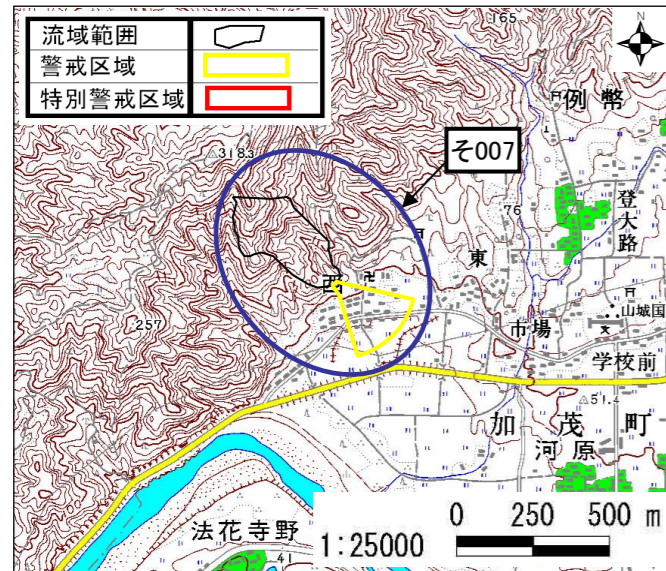 流域範囲
警戒区域
特別警戒区域
165
N
例幣
そ007
318.3
76
登大路
東
西
山城国
市場
257
学校前
51.4
加茂町
河原
法花寺野
41
0 250 500 m
1:25000